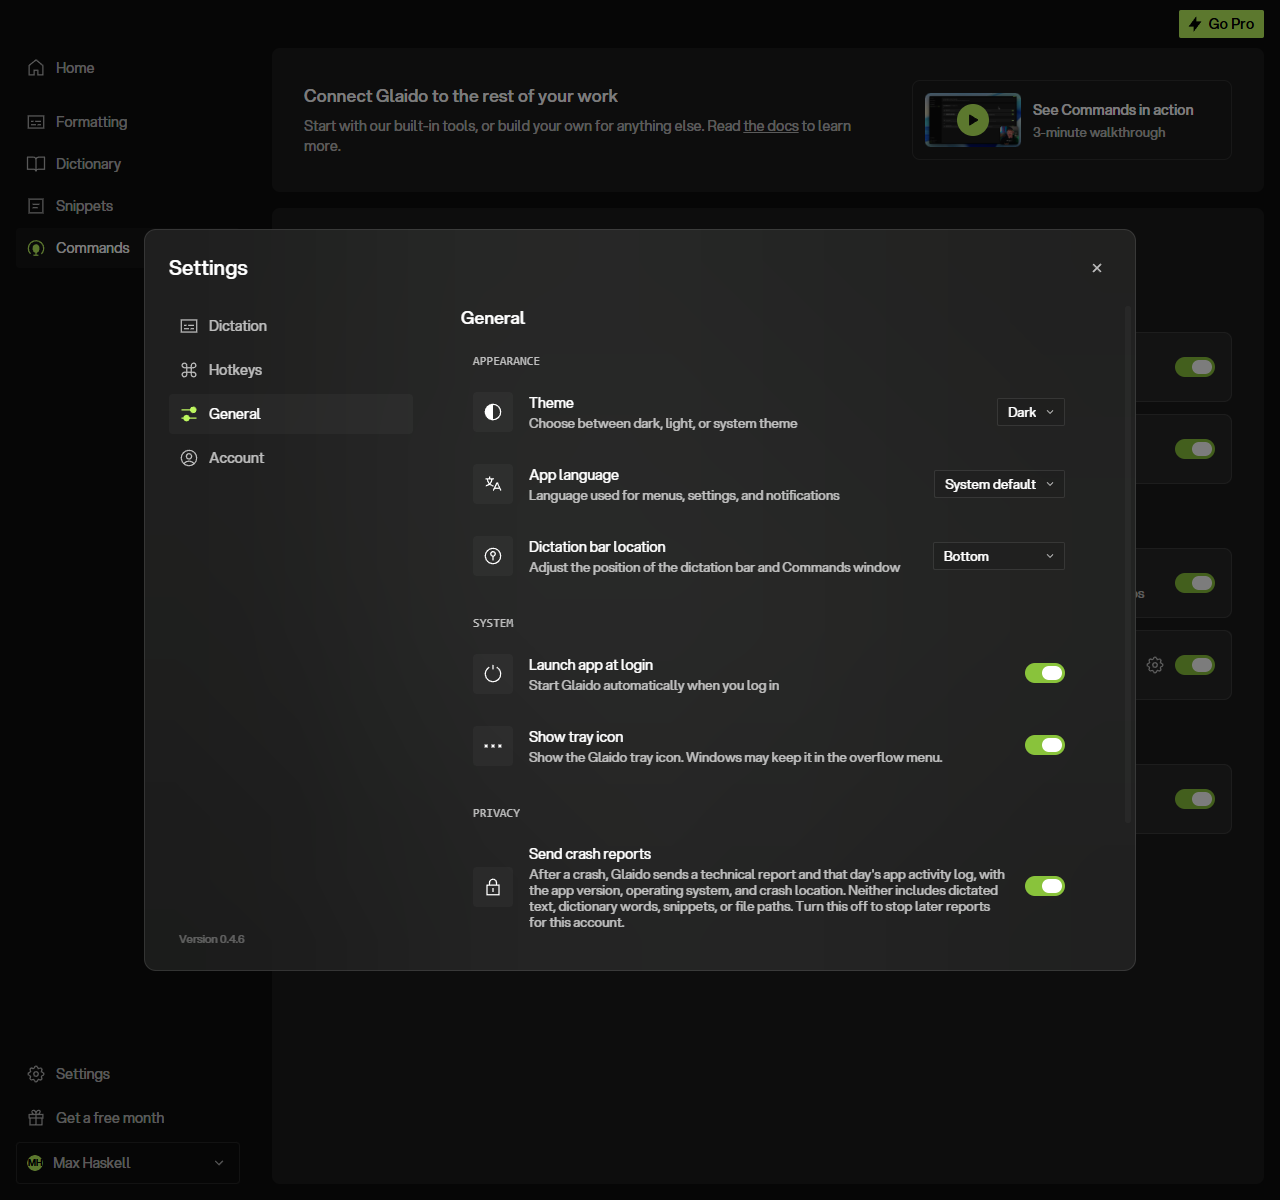 Go Pro
Home
Formatting
Dictionary
Snippets
Commands
Connect Glaido to the rest of your work
Start with our built-in tools, or build your own for anything else. Read the docs to learn
more.
See Commands in action
3-minute walkthrough
Settings
Dictation
Hotkeys
General
Account
Version 0.4.6
General
APPEARANCE
Theme
Choose between dark, light, or system theme
Dark
App language
Language used for menus, settings, and notifications
System default
Dictation bar location
Adjust the position of the dictation bar and Commands window
Bottom
SYSTEM
Launch app at login
Start Glaido automatically when you log in
Show tray icon
Show the Glaido tray icon. Windows may keep it in the overflow menu.
PRIVACY
Send crash reports
After a crash, Glaido sends a technical report and that day's app activity log, with
the app version, operating system, and crash location. Neither includes dictated
text, dictionary words, snippets, or file paths. Turn this off to stop later reports
for this account.
Settings
Get a free month
MH
Max Haskell